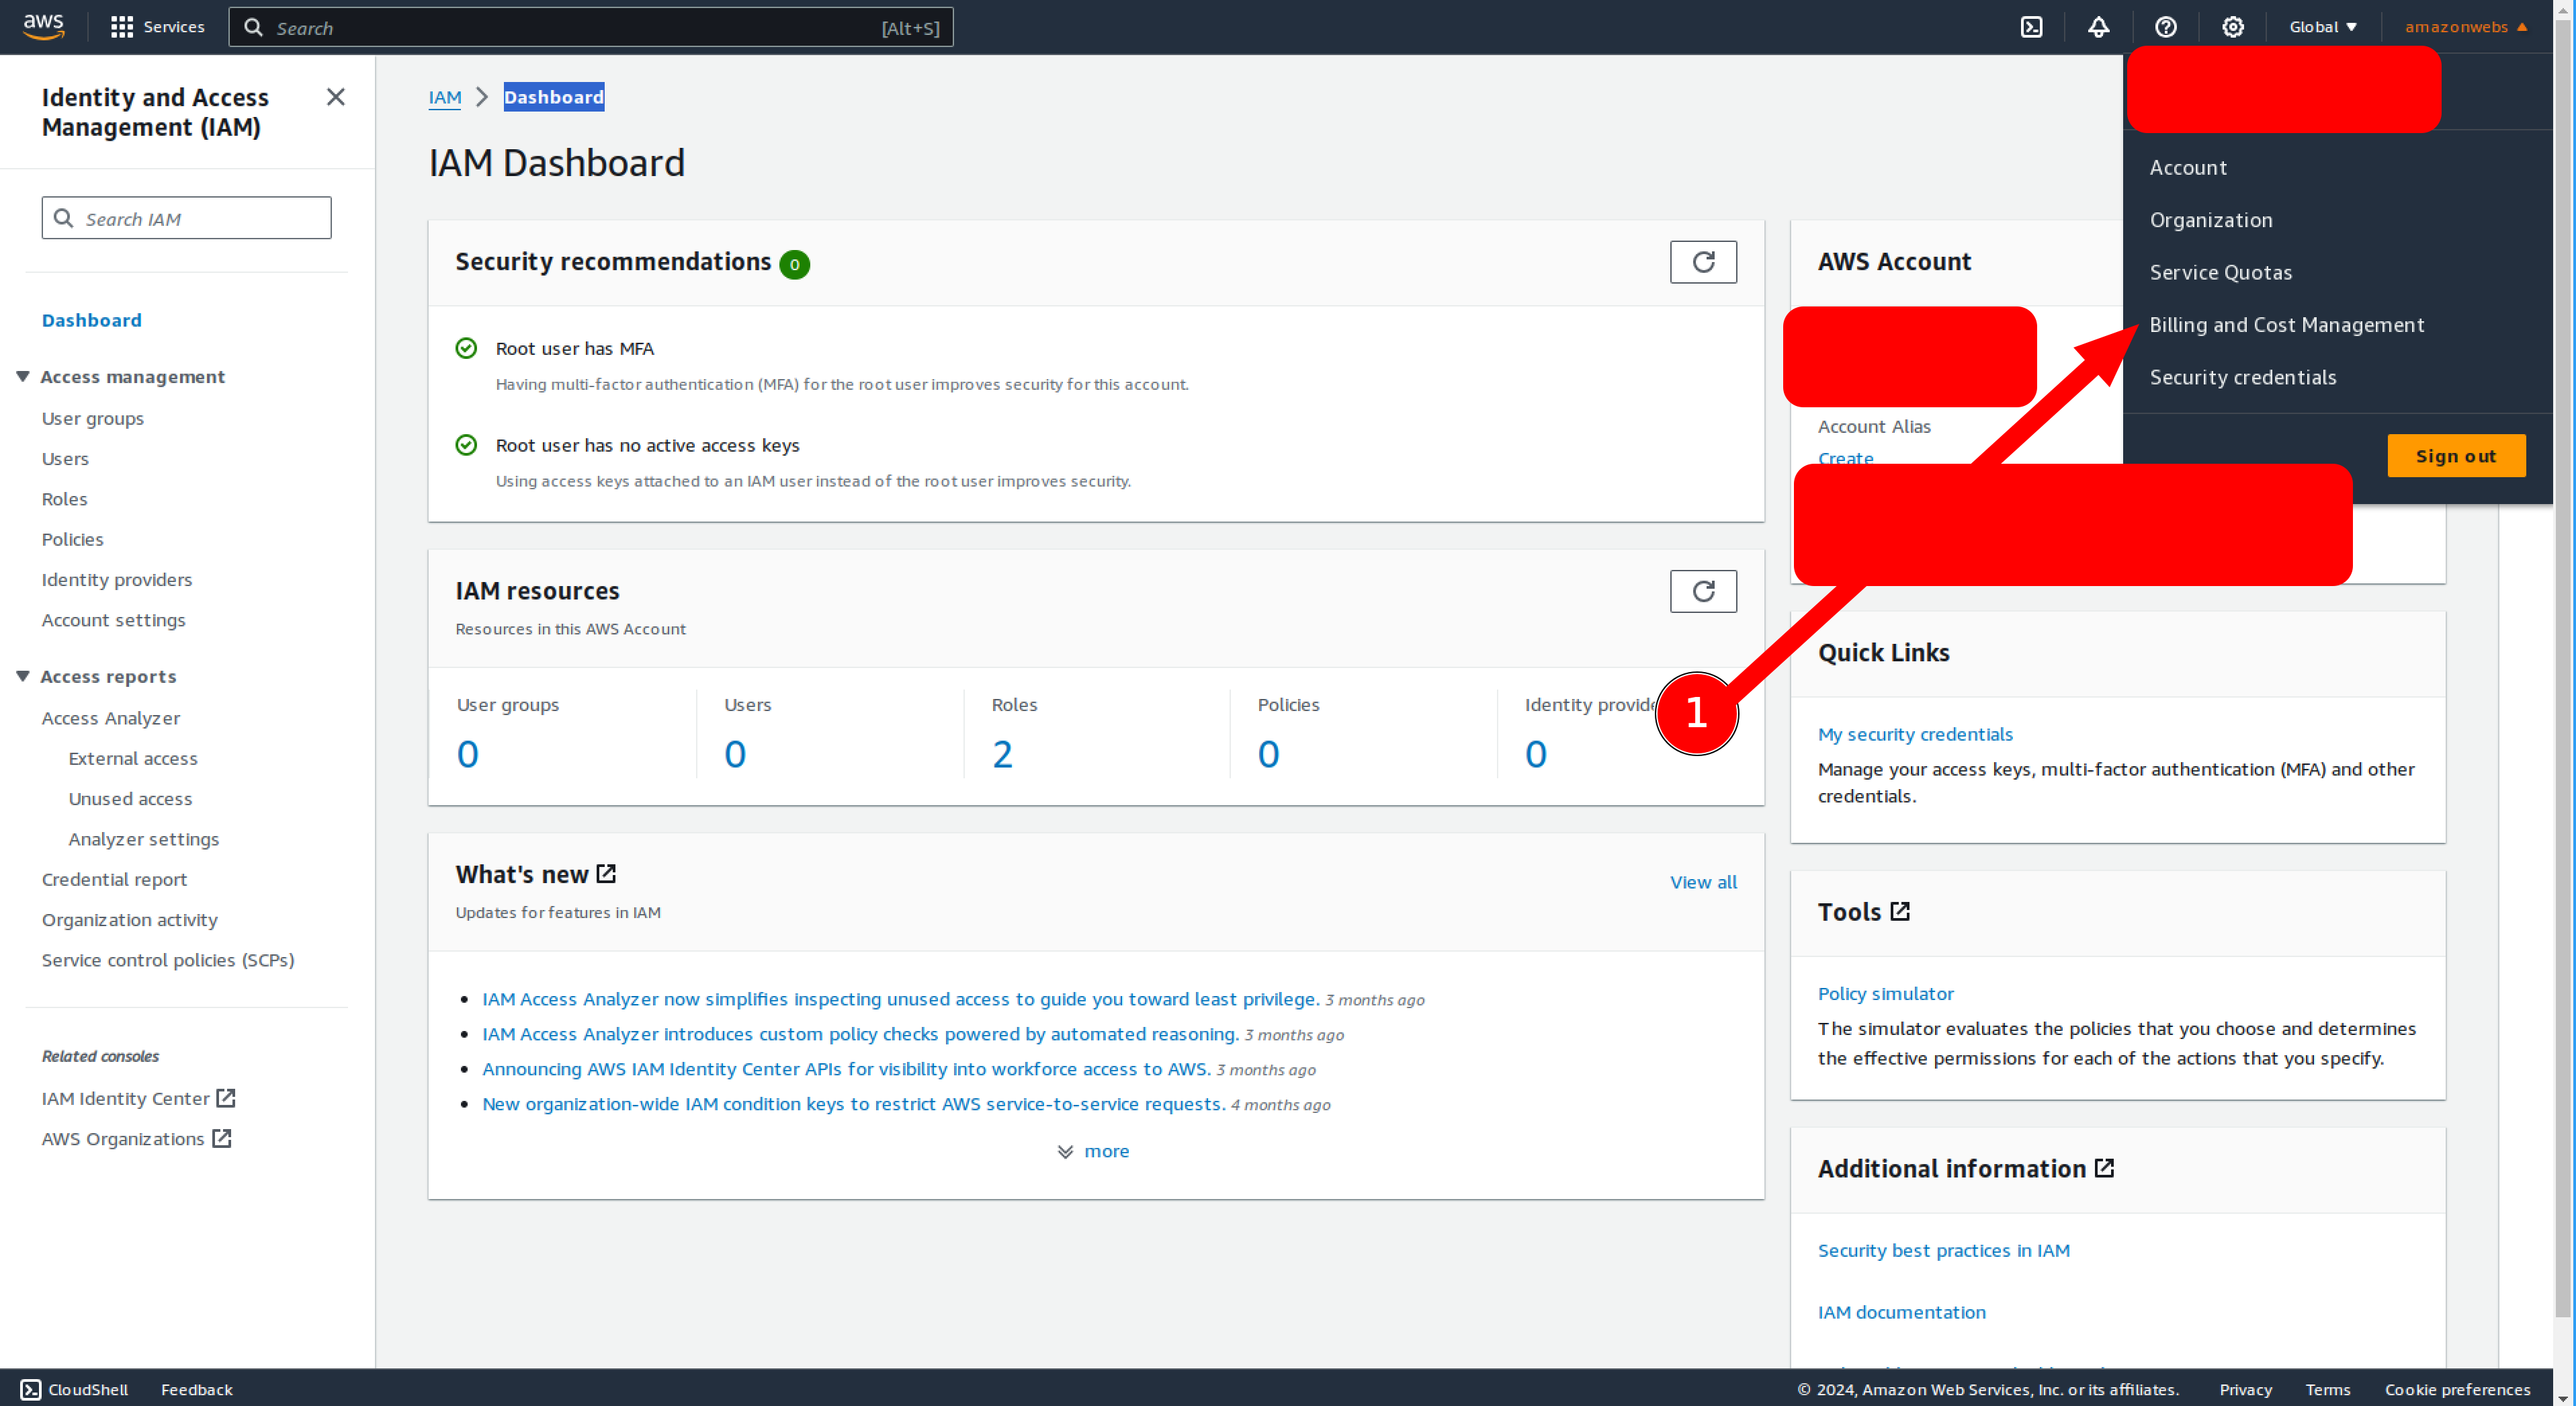 aws
Services
Search
[Alt+S]
Global
amazonwebs
Identity and Access
Management (IAM)
Search IAM
Dashboard
Access management
User groups
Users
Roles
Policies
Identity providers
Account settings
Access reports
Access Analyzer
External access
Unused access
Analyzer settings
Credential report
Organization activity
Service control policies (SCPs)
Related consoles
IAM Identity Center
AWS Organizations
IAM > Dashboard
IAM Dashboard
Security recommendations 0
Root user has MFA
Having multi-factor authentication (MFA) for the root user improves security for this account.
Root user has no active access keys
Using access keys attached to an IAM user instead of the root user improves security.
IAM resources
Resources in this AWS Account
User groups
0
Users
0
Roles
2
Policies
0
Identity
0
1
What's new
View all
Updates for features in IAM
IAM Access Analyzer now simplifies inspecting unused access to guide you toward least privilege. 3 months ago
IAM Access Analyzer introduces custom policy checks powered by automated reasoning. 3 months ago
Announcing AWS IAM Identity Center APIs for visibility into workforce access to AWS. 3 months ago
New organization-wide IAM condition keys to restrict AWS service-to-service requests. 4 months ago
more
AWS Account
Account Alias
Create
Account
Organization
Service Quotas
Billing and Cost Management
Security credentials
Sign out
Quick Links
My security credentials
Manage your access keys, multi-factor authentication (MFA) and other
credentials.
Tools
Policy simulator
The simulator evaluates the policies that you choose and determines
the effective permissions for each of the actions that you specify.
Additional information
Security best practices in IAM
IAM documentation
CloudShell
Feedback
© 2024, Amazon Web Services, Inc. or its affiliates.
Privacy
Terms
Cookie preferences